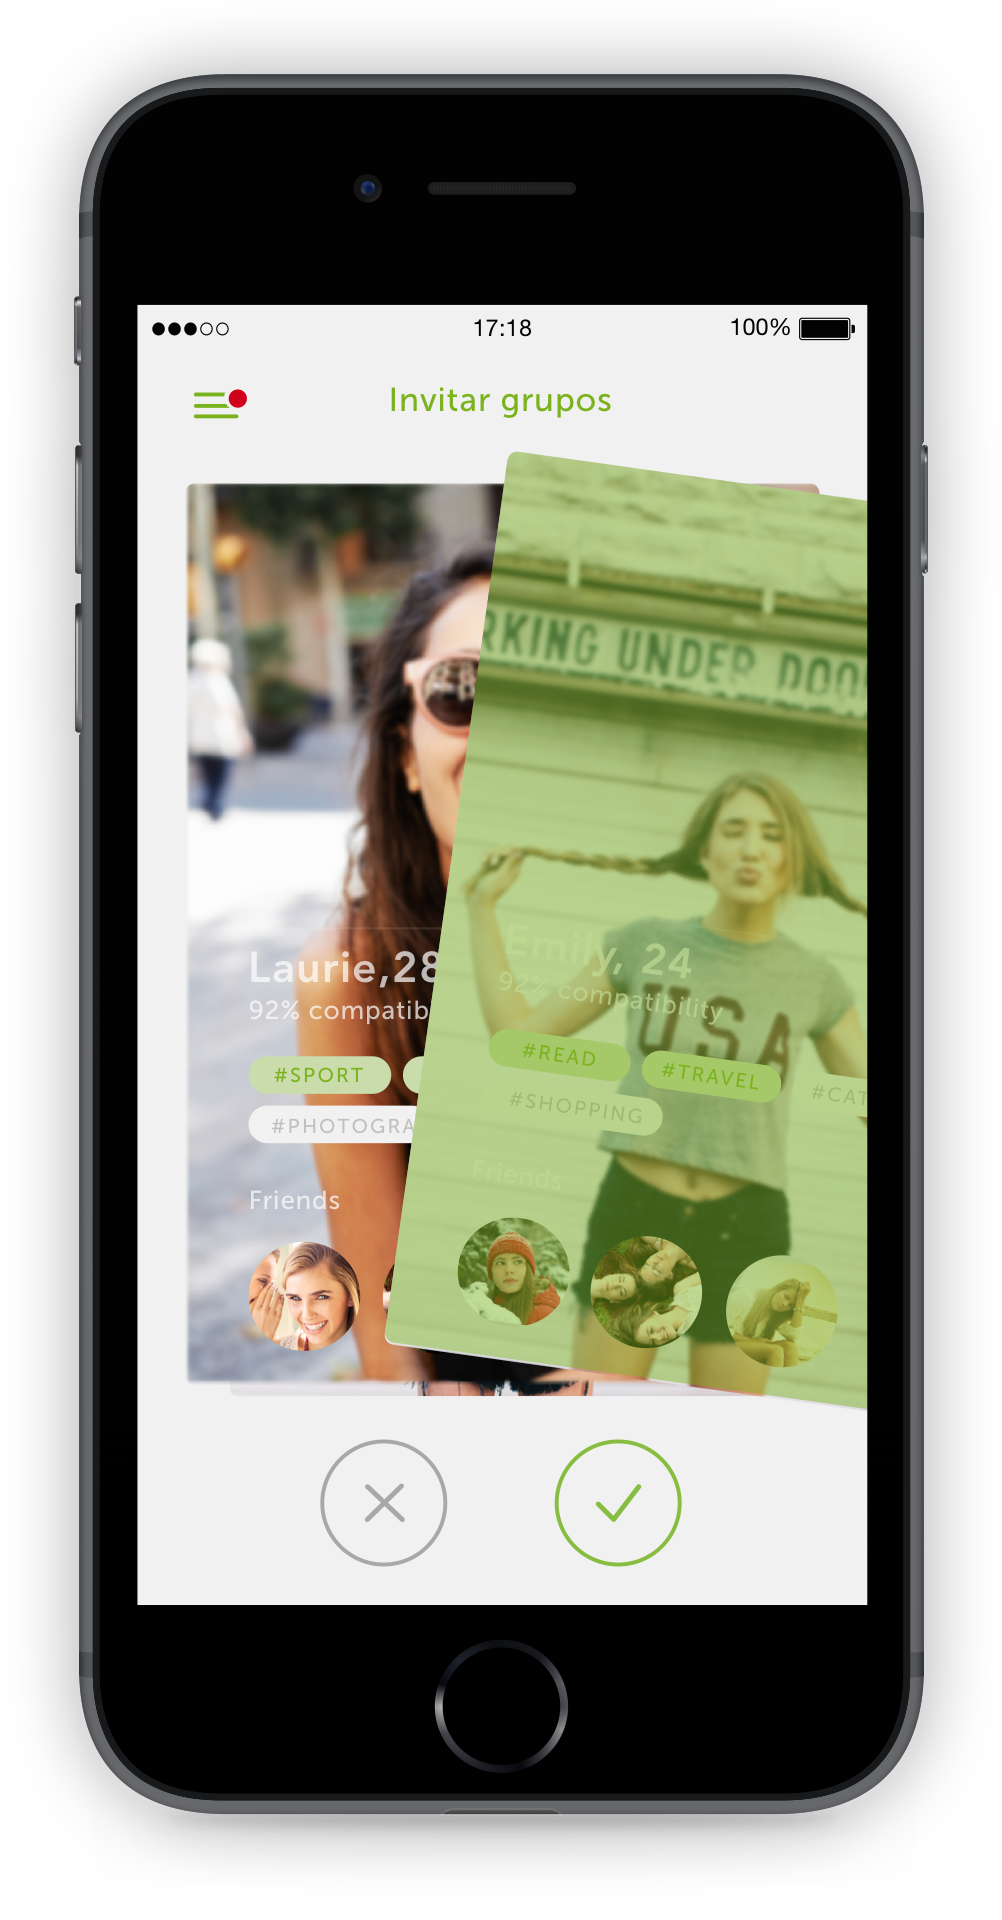 17:18
100%
Invitar grupos
RKING UNDER DOO
Laurie,28
92% compatib
#SPORT
#PHOTOGRA
Friends
Emily, 24
92% compatibility
USA
#READ
#TRAVEL
#CAT
#SHOPPING
Friends